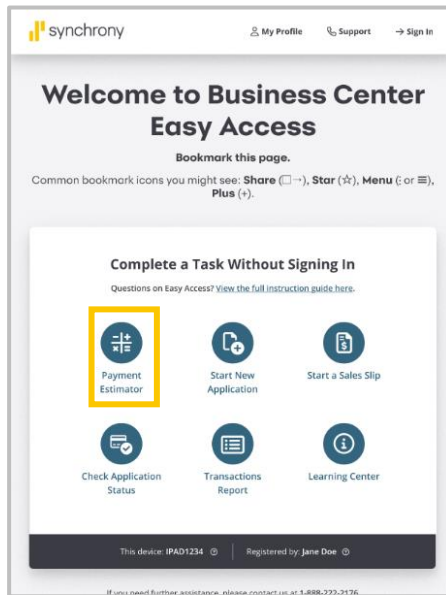 synchrony
My Profile Support → Sign In
Welcome to Business Center
Easy Access
Bookmark this page.
Common bookmark icons you might see: Share (□→), Star (☆), Menu (⋮ or ≡),
Plus (+).
Complete a Task Without Signing In
Questions on Easy Access? View the full instruction guide here.
Payment
Estimator
Start New
Application
Start a Sales Slip
Check Application
Status
Transactions
Report
Learning Center
This device: IPAD1234 | Registered by: Jane Doe
If you need further assistance, please contact us at 1-888-222-2176